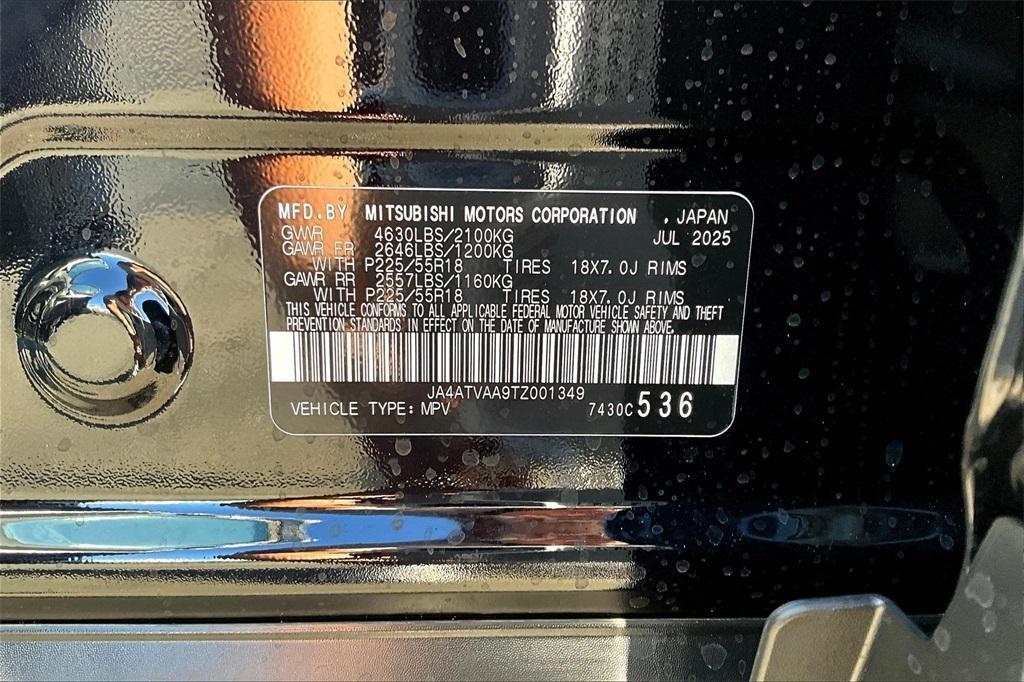 MFD.BY MITSUBISHI MOTORS CORPORATION , JAPAN
GVWR 4630LBS/2100KG JUL 2025
GAWR FR 2646LBS/1200KG
WITH P225/55R18 TIRES 18X7.0J RIMS
GAWR RR 2557LBS/1160KG
WITH P225/55R18 TIRES 18X7.0J RIMS
THIS VEHICLE CONFORMS TO ALL APPLICABLE FEDERAL MOTOR VEHICLE SAFETY AND THEFT
PREVENTION STANDARDS IN EFFECT ON THE DATE OF MANUFACTURE SHOWN ABOVE.
JA4ATVAA9TZ001349
VEHICLE TYPE: MPV 7430C 536